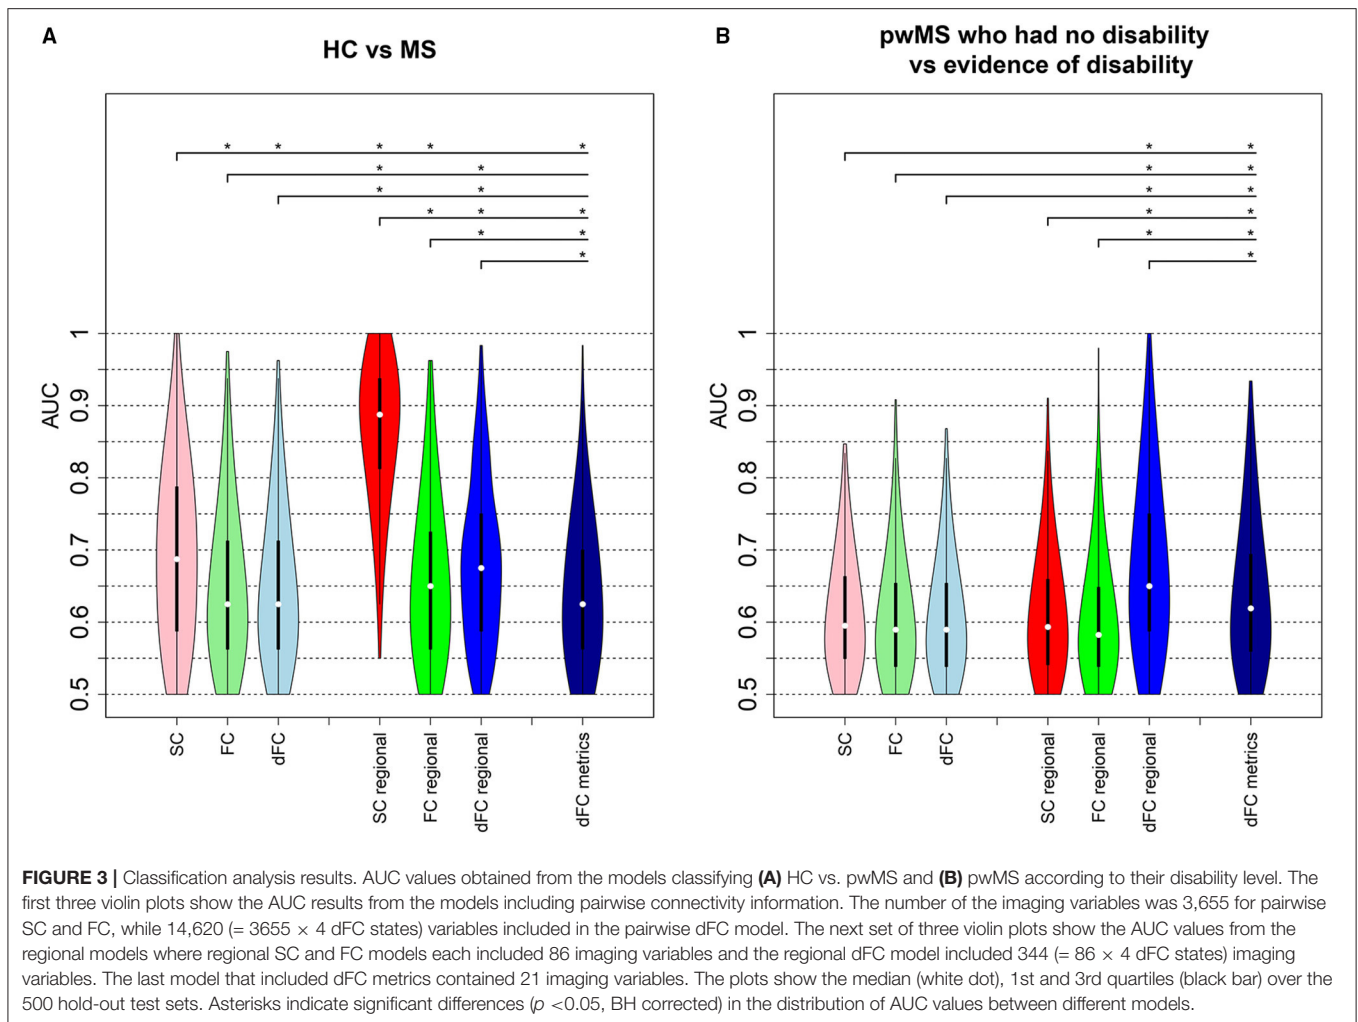 A
HC vs MS
B
pwMS who had no disability
vs evidence of disability
* * * * *
* *
* *
* * *
* *
*
* *
* *
* *
* *
* *
*
AUC
1
0.9
0.8
0.7
0.6
0.5
SC
FC
dFC
SC regional
FC regional
dFC regional
dFC metrics
AUC
1
0.9
0.8
0.7
0.6
0.5
SC
FC
dFC
SC regional
FC regional
dFC regional
dFC metrics
FIGURE 3 | Classification analysis results. AUC values obtained from the models classifying (A) HC vs. pwMS and (B) pwMS according to their disability level. The
first three violin plots show the AUC results from the models including pairwise connectivity information. The number of the imaging variables was 3,655 for pairwise
SC and FC, while 14,620 (= 3655 × 4 dFC states) variables included in the pairwise dFC model. The next set of three violin plots show the AUC values from the
regional models where regional SC and FC models each included 86 imaging variables and the regional dFC model included 344 (= 86 × 4 dFC states) imaging
variables. The last model that included dFC metrics contained 21 imaging variables. The plots show the median (white dot), 1st and 3rd quartiles (black bar) over the
500 hold-out test sets. Asterisks indicate significant differences (p <0.05, BH corrected) in the distribution of AUC values between different models.